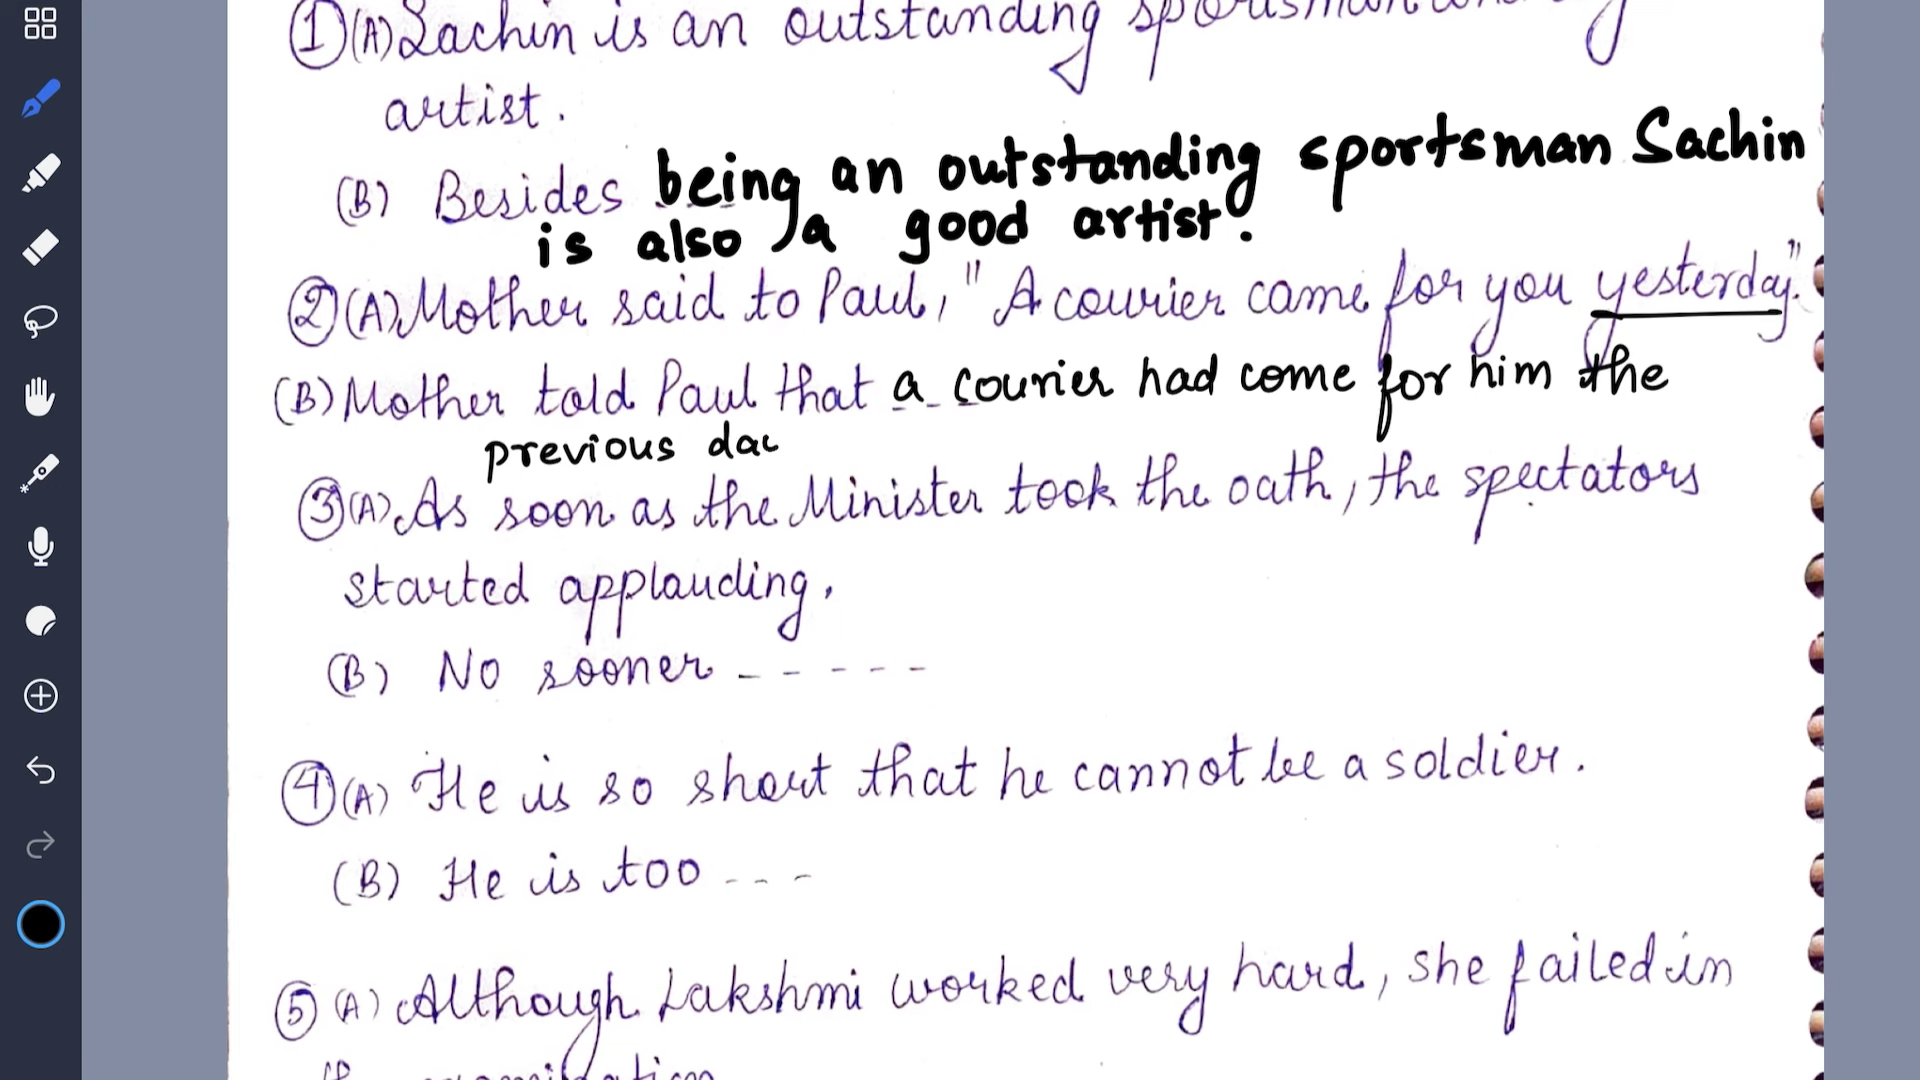 ①(A) Sachin is an outstanding sportsman
artist.
(B) Besides being an outstanding sportsman Sachin
is also a good artist.
②(A) Mother said to Paul, "A courier came for you yesterday."
(B) Mother told Paul that a courier had come for him the
previous
③(A) As soon as the Minister took the oath, the spectators
started applauding.
(B) No sooner - - - - -
④(A) He is so short that he cannot be a soldier.
(B) He is too - - -
⑤(A) Although Lakshmi worked very hard, she failed in